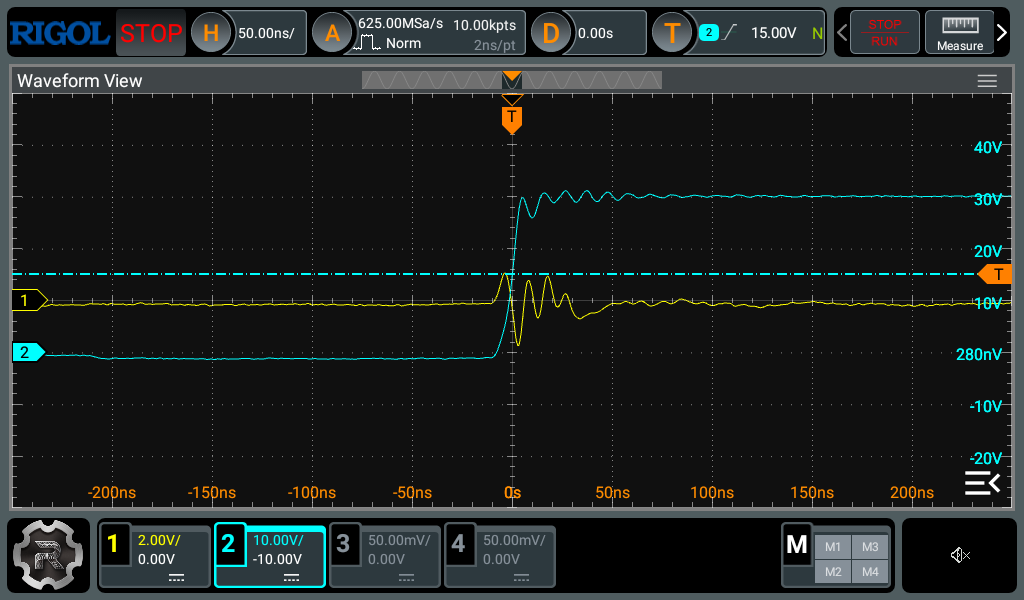 RIGOL STOP H 50.00ns/ A 625.00MSa/s 10.00kpts D 0.00s T 2 15.00V N STOP
Norm 2ns/pt RUN Measure
Waveform View
T
40V
30V
20V
T
1 10V
2 280nV
-10V
-20V
-200ns -150ns -100ns -50ns 0s 50ns 100ns 150ns 200ns
1 2.00V/ 2 10.00V/ 3 50.00mV/ 4 50.00mV/ M M1 M3
0.00V -10.00V 0.00V 0.00V M2 M4
R